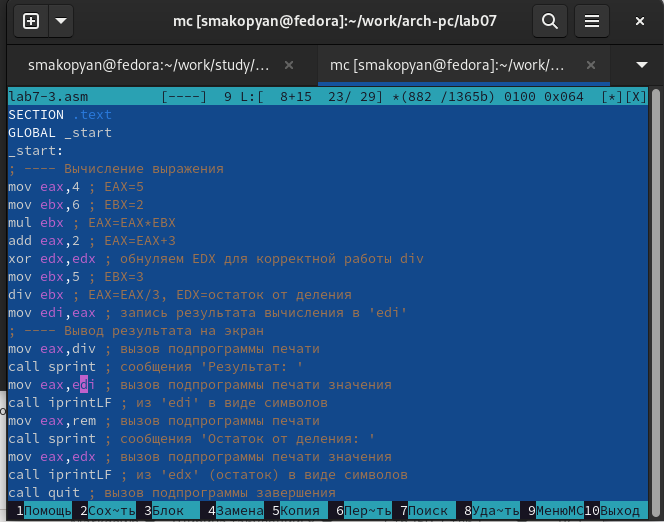 mc [smakopyan@fedora]:~/work/arch-pc/lab07
smakopyan@fedora:~/work/study/... × mc [smakopyan@fedora]:~/work/... ×
lab7-3.asm [----] 9 L:[ 8+15 23/ 29] *(882 /1365b) 0100 0x064 [*][X]
SECTION .text
GLOBAL _start
_start:
; ---- Вычисление выражения
mov eax,4 ; EAX=5
mov ebx,6 ; EBX=2
mul ebx ; EAX=EAX*EBX
add eax,2 ; EAX=EAX+3
xor edx,edx ; обнуляем EDX для корректной работы div
mov ebx,5 ; EBX=3
div ebx ; EAX=EAX/3, EDX=остаток от деления
mov edi,eax ; запись результата вычисления в 'edi'
; ---- Вывод результата на экран
mov eax,div ; вызов подпрограммы печати
call sprint ; сообщения 'Результат: '
mov eax,edi ; вызов подпрограммы печати значения
call iprintLF ; из 'edi' в виде символов
mov eax,rem ; вызов подпрограммы печати
call sprint ; сообщения 'Остаток от деления: '
mov eax,edx ; вызов подпрограммы печати значения
call iprintLF ; из 'edx' (остаток) в виде символов
call quit ; вызов подпрограммы завершения
1Помощь 2Сох~ть 3Блок 4Замена 5Копия 6Пер~ть 7Поиск 8Уда~ть 9МенюМС 10Выход